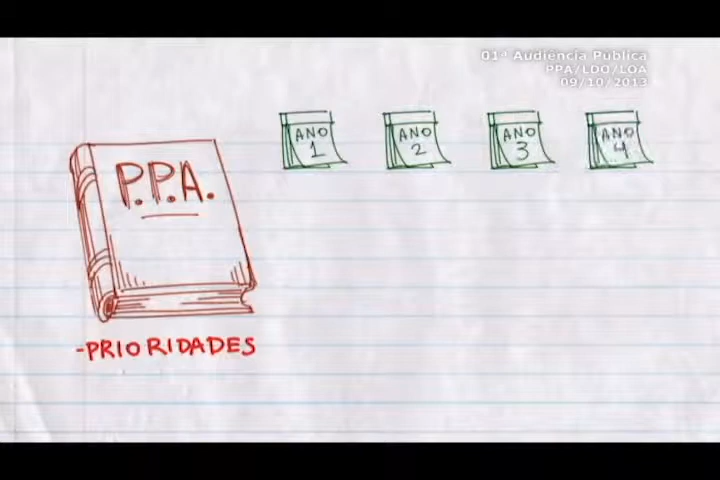 01ª Audiência Pública
PPA/LDO/LOA
09/10/2013
ANO
1
ANO
2
ANO
3
ANO
4
P.P.A.
-PRIORIDADES